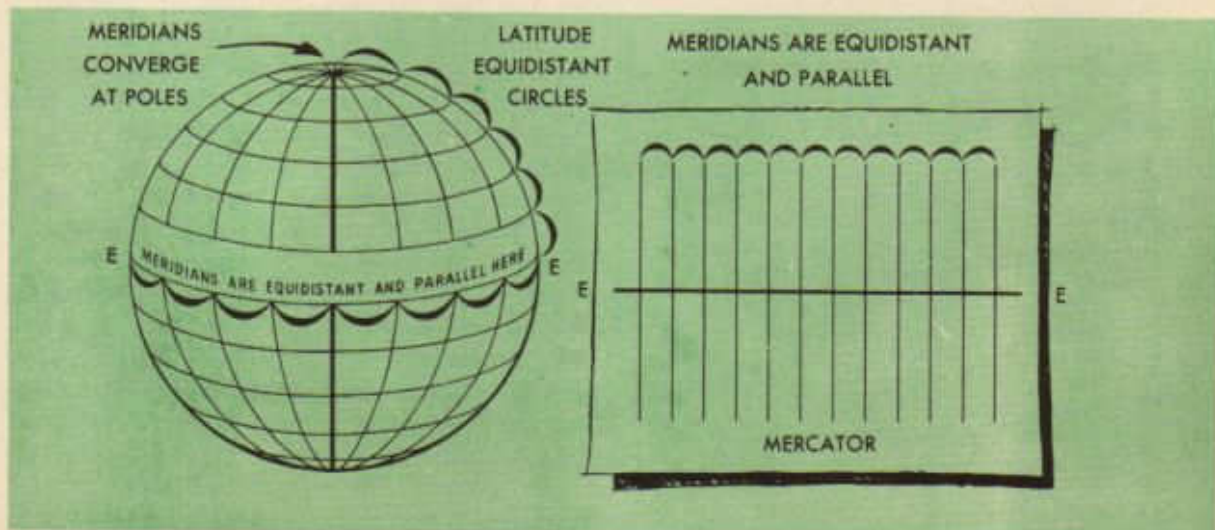 MERIDIANS
CONVERGE
AT POLES
LATITUDE
EQUIDISTANT
CIRCLES
MERIDIANS ARE EQUIDISTANT
AND PARALLEL
E
MERIDIANS ARE EQUIDISTANT AND PARALLEL HERE
E
E
E
MERCATOR